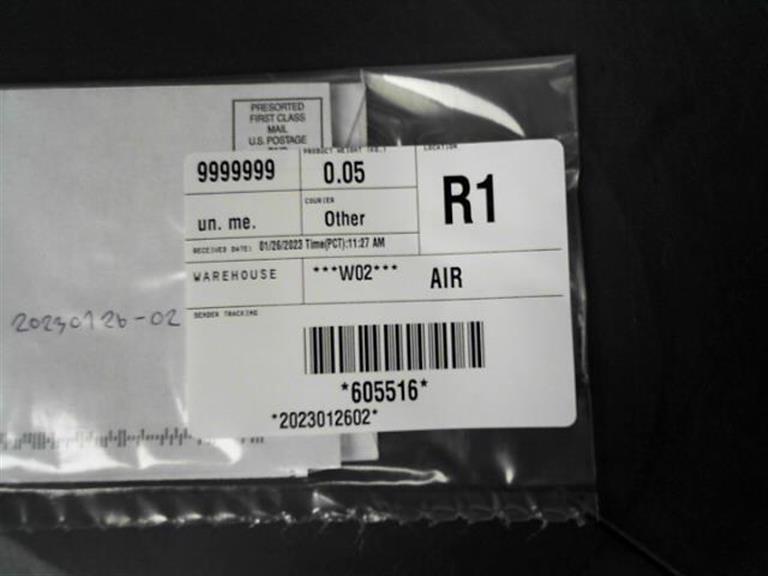 PRESORTED
FIRST CLASS
MAIL
U.S. POSTAGE
9999999
PRODUCT WEIGHT (KG.)
0.05
LOCATION
R1
un. me.
COURIER
Other
RECEIVED DATE: 01/26/2023 Time(PCT):11:27 AM
WAREHOUSE
***W02***
AIR
20230126-02
SENDER TRACKING
*605516*
*2023012602*